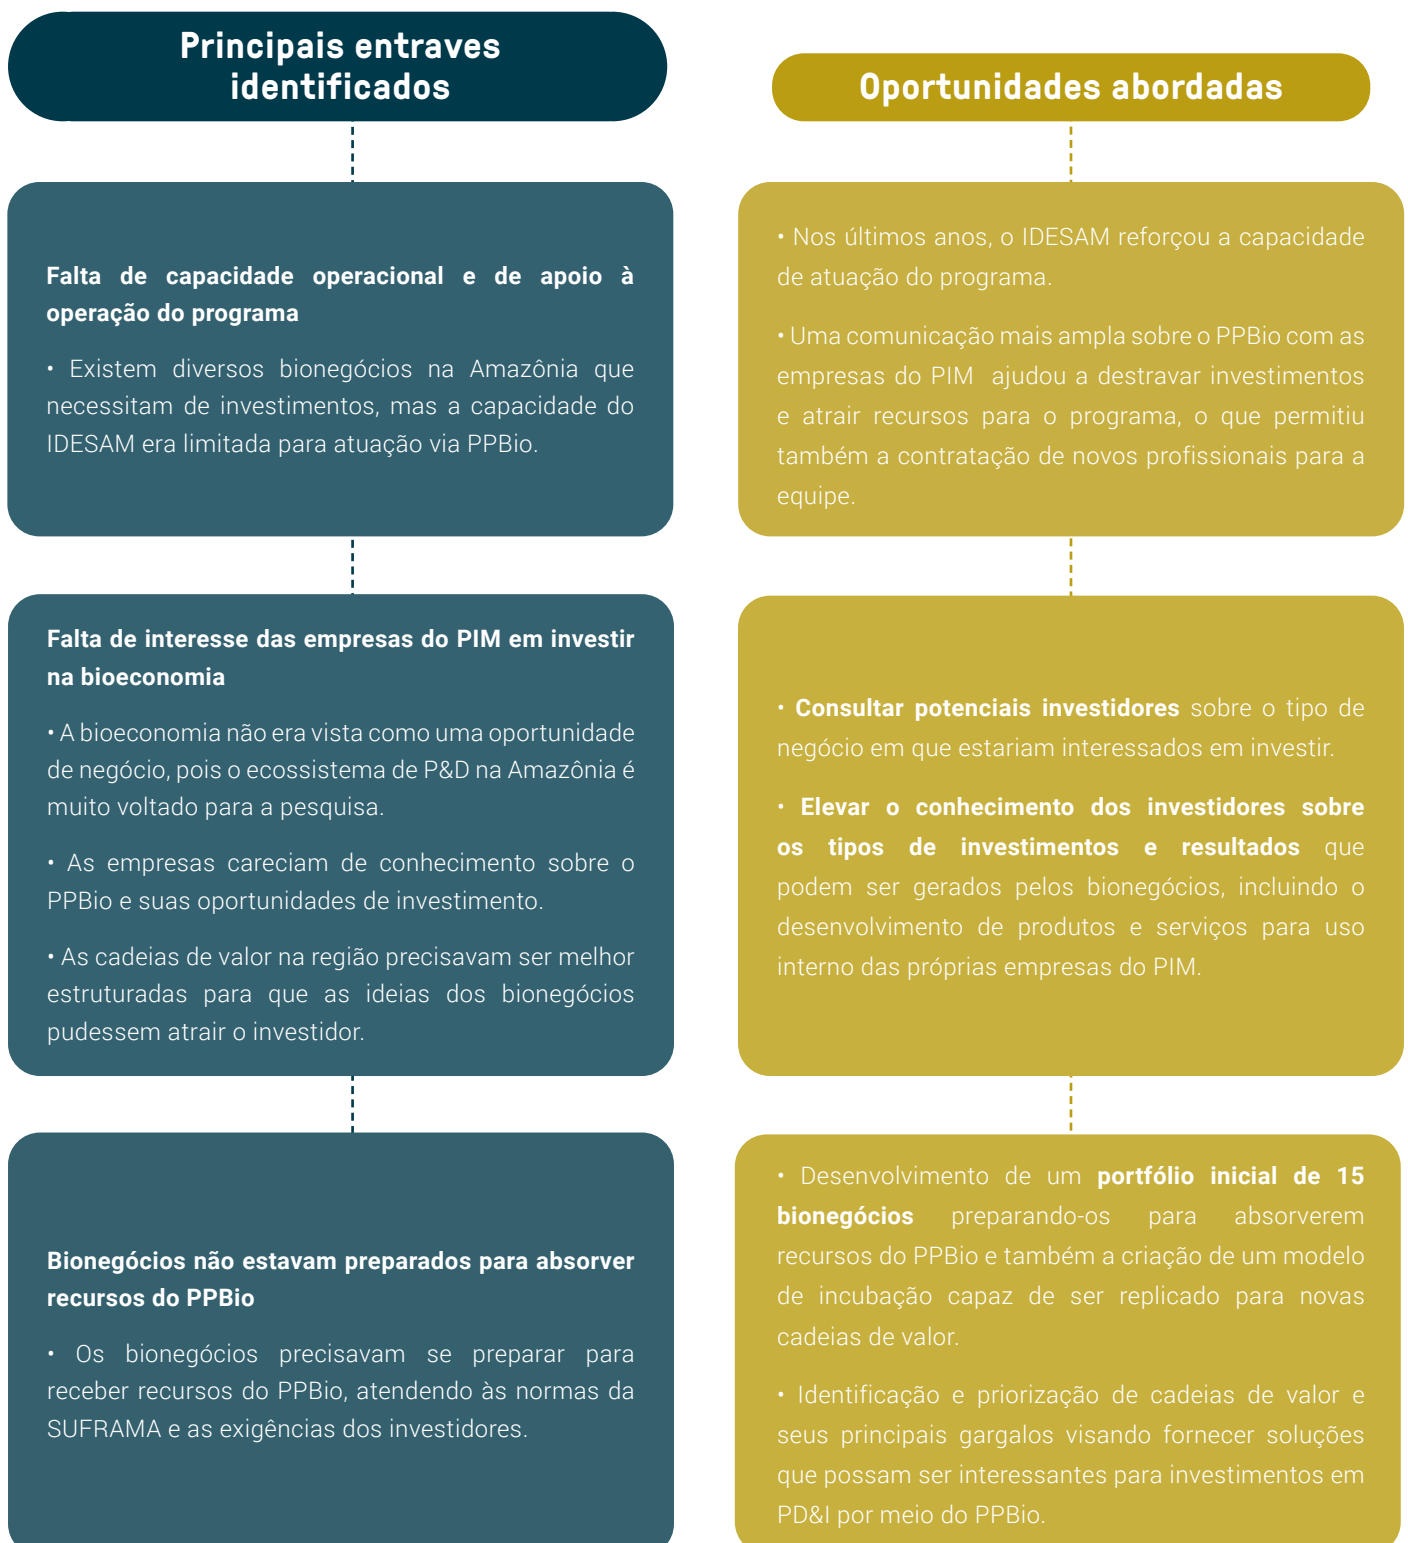 Principais entraves
identificados
Falta de capacidade operacional e de apoio à
operação do programa
• Existem diversos bionegócios na Amazônia que
necessitam de investimentos, mas a capacidade do
IDESAM era limitada para atuação via PPBio.
Falta de interesse das empresas do PIM em investir
na bioeconomia
• A bioeconomia não era vista como uma oportunidade
de negócio, pois o ecossistema de P&D na Amazônia é
muito voltado para a pesquisa.
• As empresas careciam de conhecimento sobre o
PPBio e suas oportunidades de investimento.
• As cadeias de valor na região precisavam ser melhor
estruturadas para que as ideias dos bionegócios
pudessem atrair o investidor.
Bionegócios não estavam preparados para absorver
recursos do PPBio
• Os bionegócios precisavam se preparar para
receber recursos do PPBio, atendendo às normas da
SUFRAMA e as exigências dos investidores.
Oportunidades abordadas
• Nos últimos anos, o IDESAM reforçou a capacidade
de atuação do programa.
• Uma comunicação mais ampla sobre o PPBio com as
empresas do PIM ajudou a destravar investimentos
e atrair recursos para o programa, o que permitiu
também a contratação de novos profissionais para a
equipe.
• Consultar potenciais investidores sobre o tipo de
negócio em que estariam interessados em investir.
• Elevar o conhecimento dos investidores sobre
os tipos de investimentos e resultados que
podem ser gerados pelos bionegócios, incluindo o
desenvolvimento de produtos e serviços para uso
interno das próprias empresas do PIM.
• Desenvolvimento de um portfólio inicial de 15
bionegócios preparando-os para absorverem
recursos do PPBio e também a criação de um modelo
de incubação capaz de ser replicado para novas
cadeias de valor.
• Identificação e priorização de cadeias de valor e
seus principais gargalos visando fornecer soluções
que possam ser interessantes para investimentos em
PD&I por meio do PPBio.